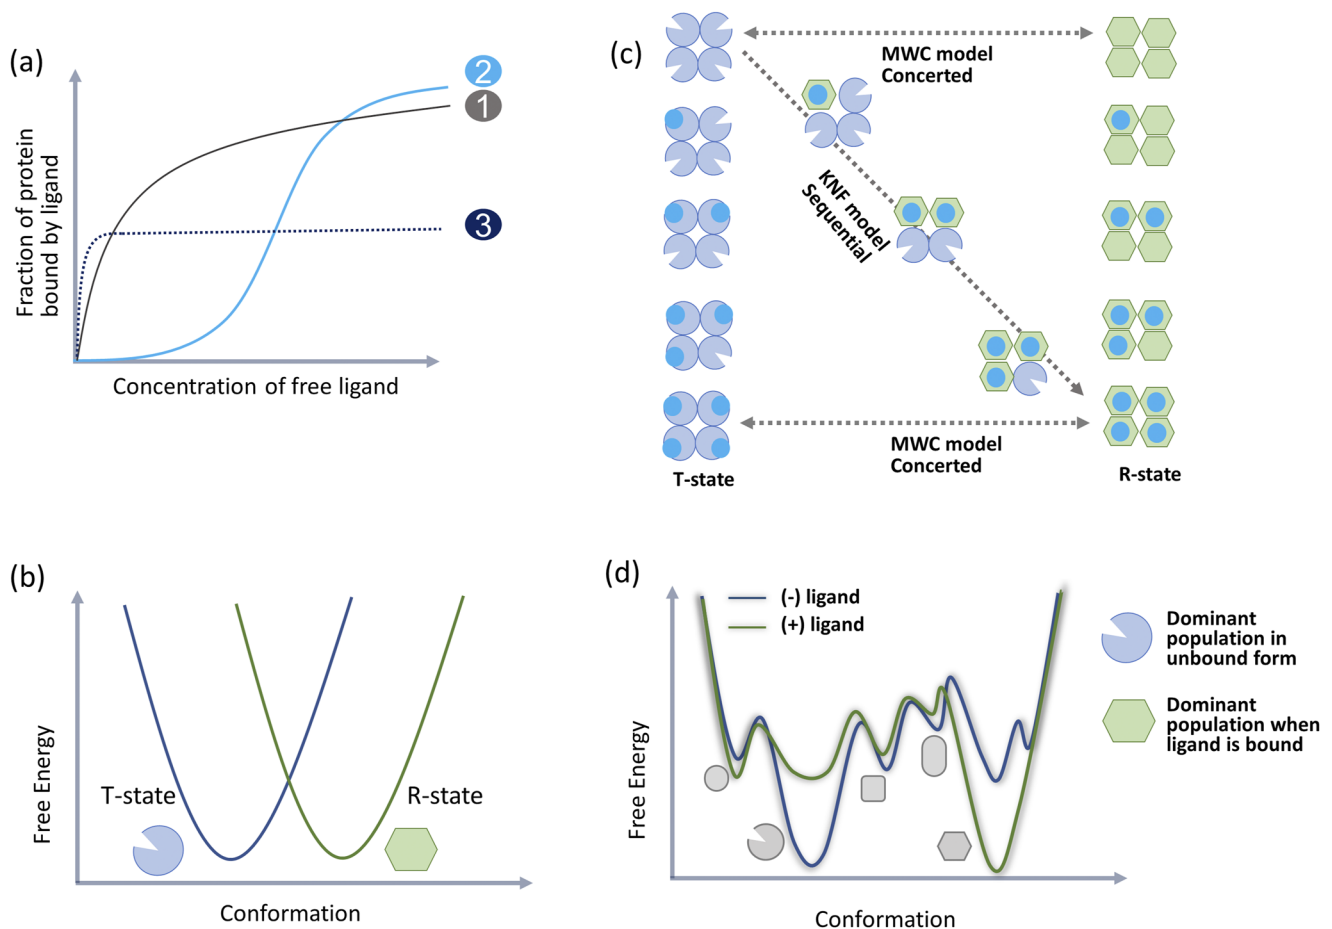 (a)
Fraction of protein
bound by ligand
2
1
3
Concentration of free ligand
(c)
MWC model
Concerted
KNF model
Sequential
MWC model
Concerted
T-state
R-state
(b)
Free Energy
T-state
R-state
Conformation
(d)
Free Energy
(-) ligand
(+) ligand
Conformation
Dominant
population in
unbound form
Dominant
population when
ligand is bound